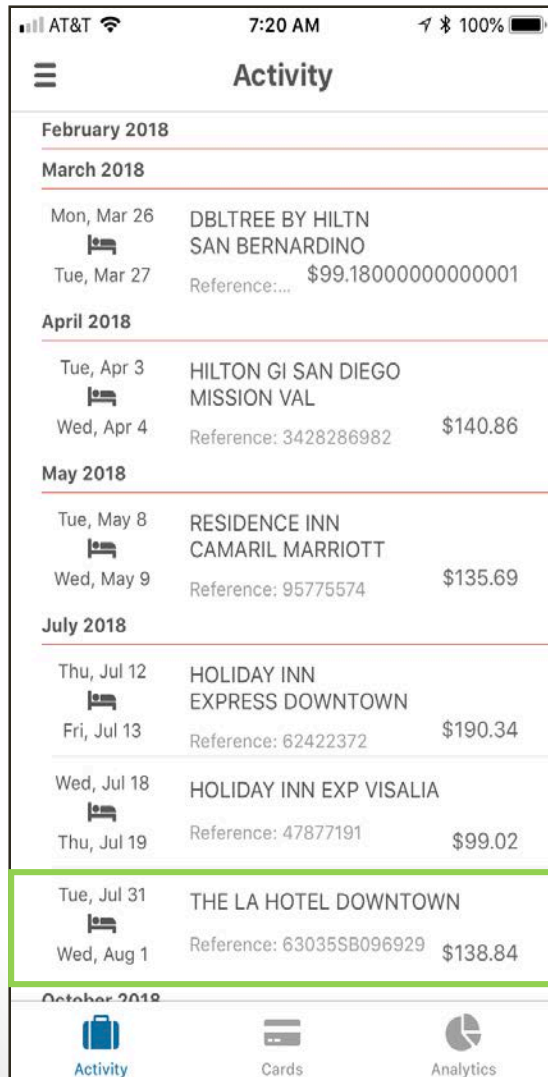 AT&T 7:20 AM 100%
Activity
February 2018
March 2018
Mon, Mar 26 DBLTREE BY HILTN
SAN BERNARDINO
Tue, Mar 27 Reference:... $99.18000000000001
April 2018
Tue, Apr 3 HILTON GI SAN DIEGO
MISSION VAL
Wed, Apr 4 Reference: 3428286982 $140.86
May 2018
Tue, May 8 RESIDENCE INN
CAMARIL MARRIOTT
Wed, May 9 Reference: 95775574 $135.69
July 2018
Thu, Jul 12 HOLIDAY INN
EXPRESS DOWNTOWN
Fri, Jul 13 Reference: 62422372 $190.34
Wed, Jul 18 HOLIDAY INN EXP VISALIA
Thu, Jul 19 Reference: 47877191 $99.02
Tue, Jul 31 THE LA HOTEL DOWNTOWN
Wed, Aug 1 Reference: 63035SB096929 $138.84
October 2018
Activity Cards Analytics